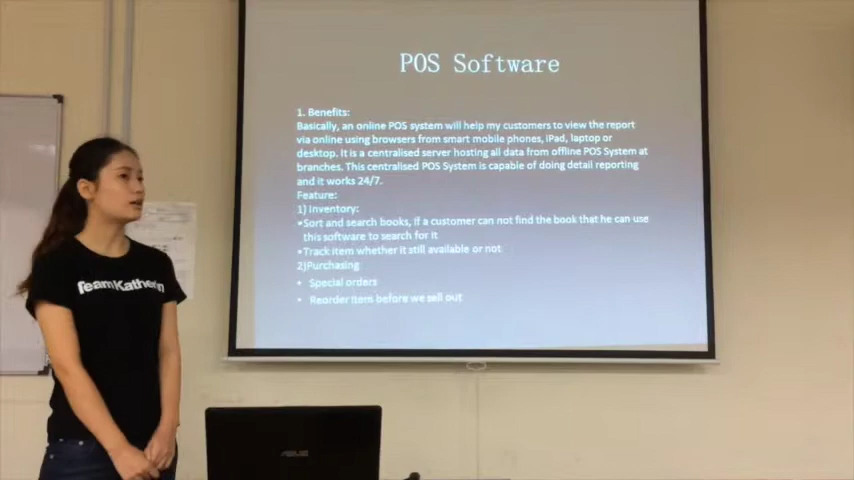 POS Software
1. Benefits:
Basically, an online POS system will help my customers to view the report
via online using browsers from smart mobile phones, iPad, laptop or
desktop. It is a centralised server hosting all data from offline POS System at
branches. This centralised POS System is capable of doing detail reporting
and it works 24/7.
Feature:
1) Inventory:
•Sort and search books, if a customer can not find the book that he can use
this software to search for it
•Track item whether it still available or not
2)Purchasing
• Special orders
• Reorder items before we sell out
TeamKatherin
ASUS